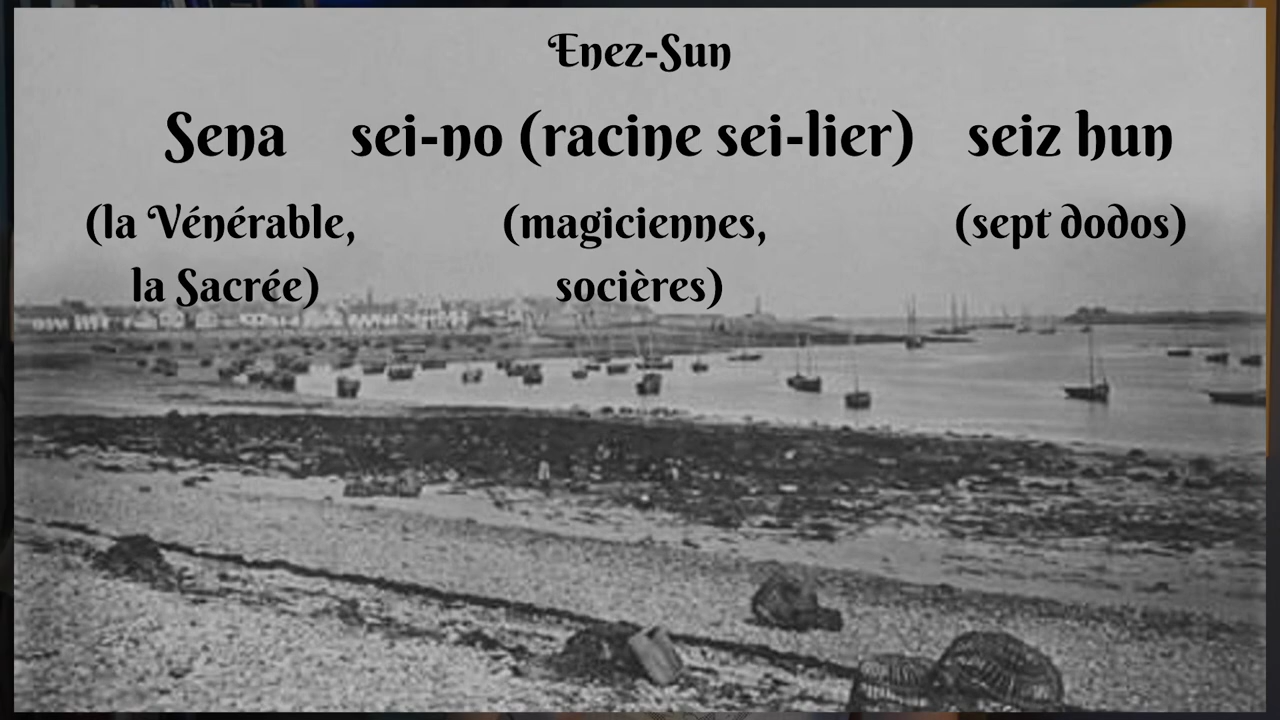 Enez-Sun
Sena sei-no (racine sei-lier) seiz hun
(la Vénérable, (magiciennes, (sept dodos)
la Sacrée) socières)